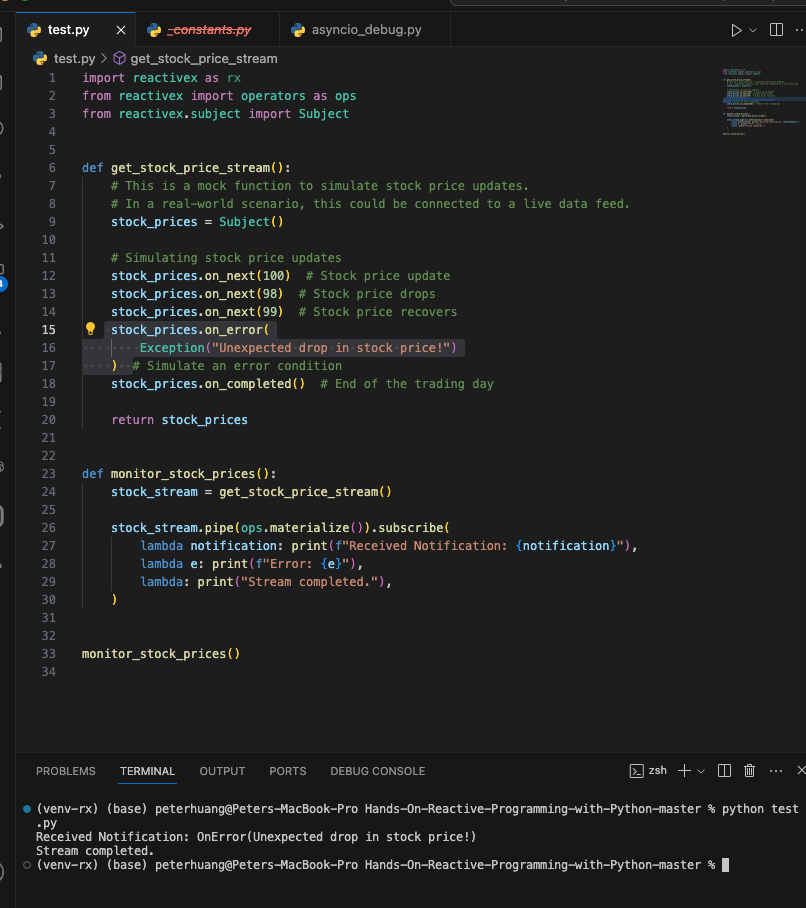 test.py
_constants.py
asyncio_debug.py
test.py > get_stock_price_stream
1 import reactivex as rx
2 from reactivex import operators as ops
3 from reactivex.subject import Subject
4
5
6 def get_stock_price_stream():
7 # This is a mock function to simulate stock price updates.
8 # In a real-world scenario, this could be connected to a live data feed.
9 stock_prices = Subject()
10
11 # Simulating stock price updates
12 stock_prices.on_next(100)  # Stock price update
13 stock_prices.on_next(98)  # Stock price drops
14 stock_prices.on_next(99)  # Stock price recovers
15 stock_prices.on_error(
16 Exception("Unexpected drop in stock price!")
17 )  # Simulate an error condition
18 stock_prices.on_completed()  # End of the trading day
19
20 return stock_prices
21
22
23 def monitor_stock_prices():
24 stock_stream = get_stock_price_stream()
25
26 stock_stream.pipe(ops.materialize()).subscribe(
27 lambda notification: print(f"Received Notification: {notification}"),
28 lambda e: print(f"Error: {e}"),
29 lambda: print("Stream completed."),
30 )
31
32
33 monitor_stock_prices()
34
PROBLEMS TERMINAL OUTPUT PORTS DEBUG CONSOLE zsh
(venv-rx) (base) peterhuang@Peters-MacBook-Pro Hands-On-Reactive-Programming-with-Python-master % python test
.py
Received Notification: OnError(Unexpected drop in stock price!)
Stream completed.
(venv-rx) (base) peterhuang@Peters-MacBook-Pro Hands-On-Reactive-Programming-with-Python-master %